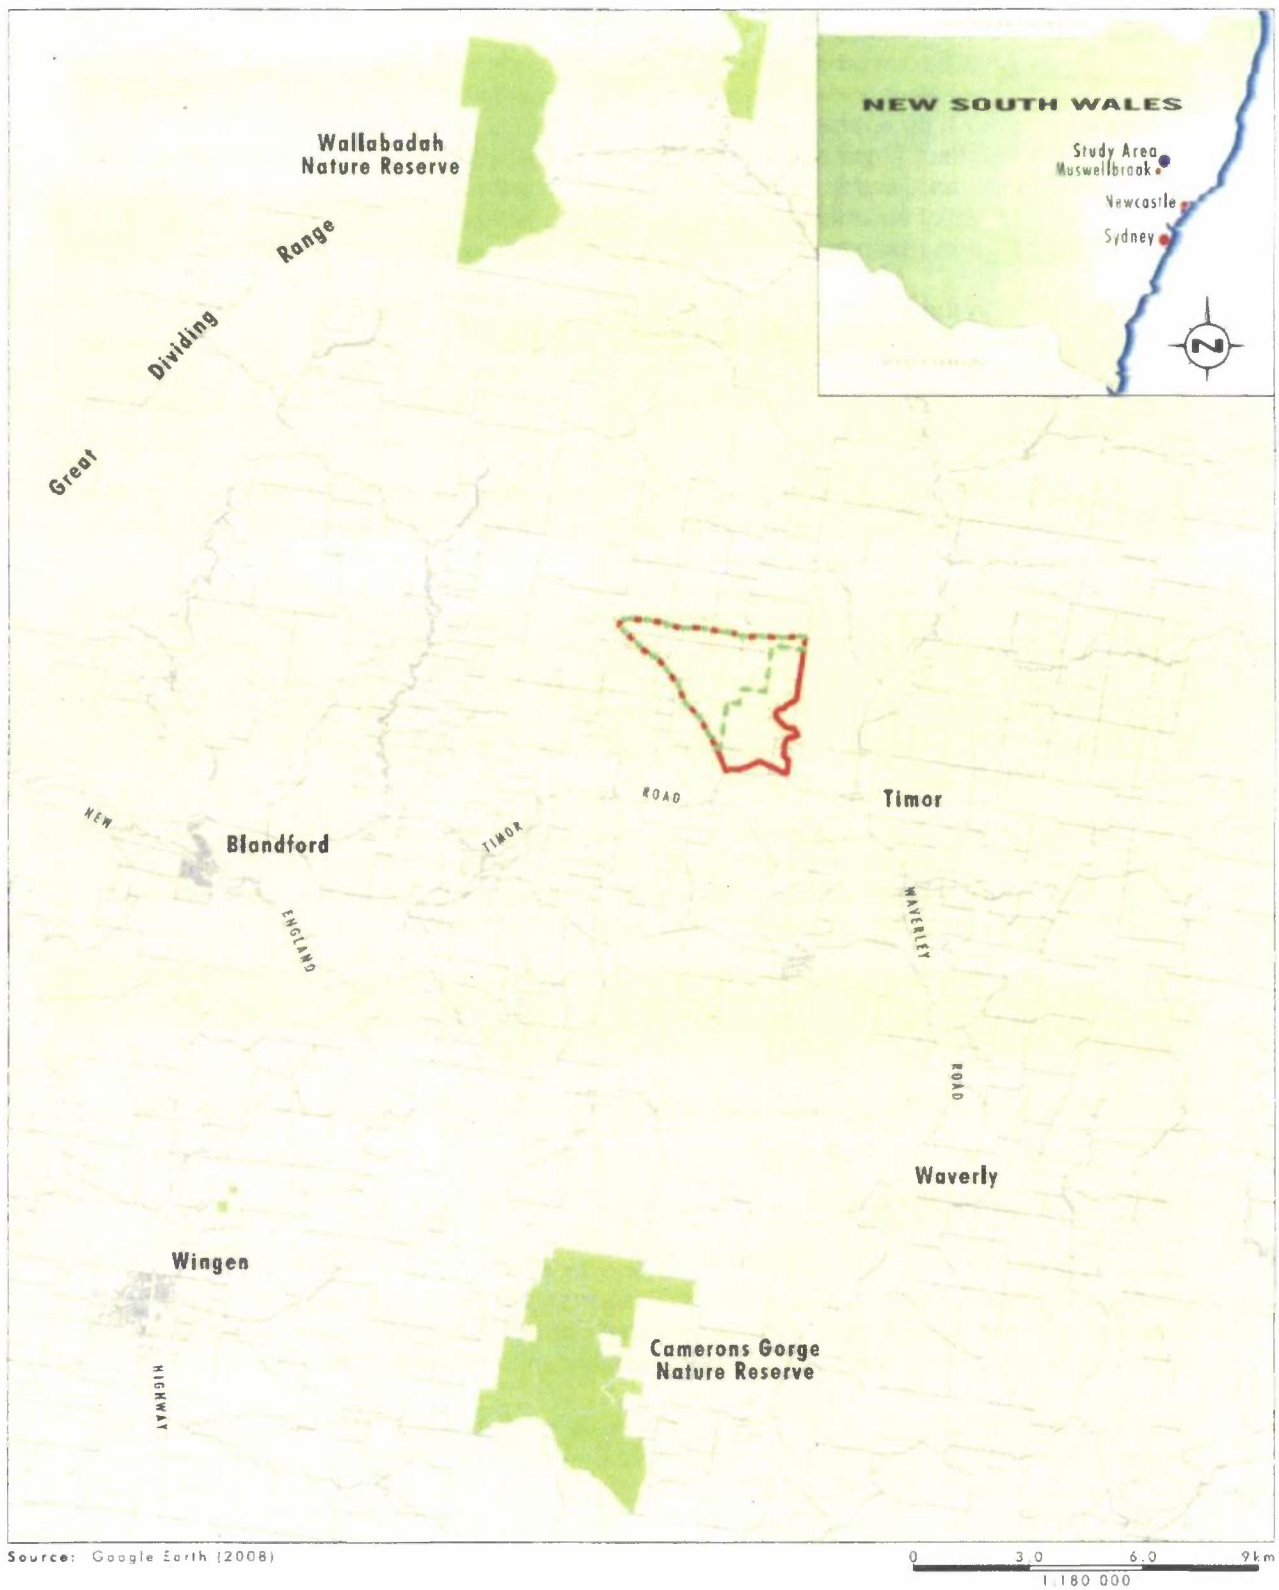 NEW SOUTH WALES
Study Area
Muswellbrook
Newcastle
Sydney
N
Wallabadah
Nature Reserve
Great Dividing Range
ROAD
TIMOR
Timor
NEW
Blandford
ENGLAND
WAVERLEY
ROAD
Waverly
Wingen
HIGHWAY
Camerons Gorge
Nature Reserve
Source: Google Earth (2008)
0 3.0 6.0 9km
1:180 000